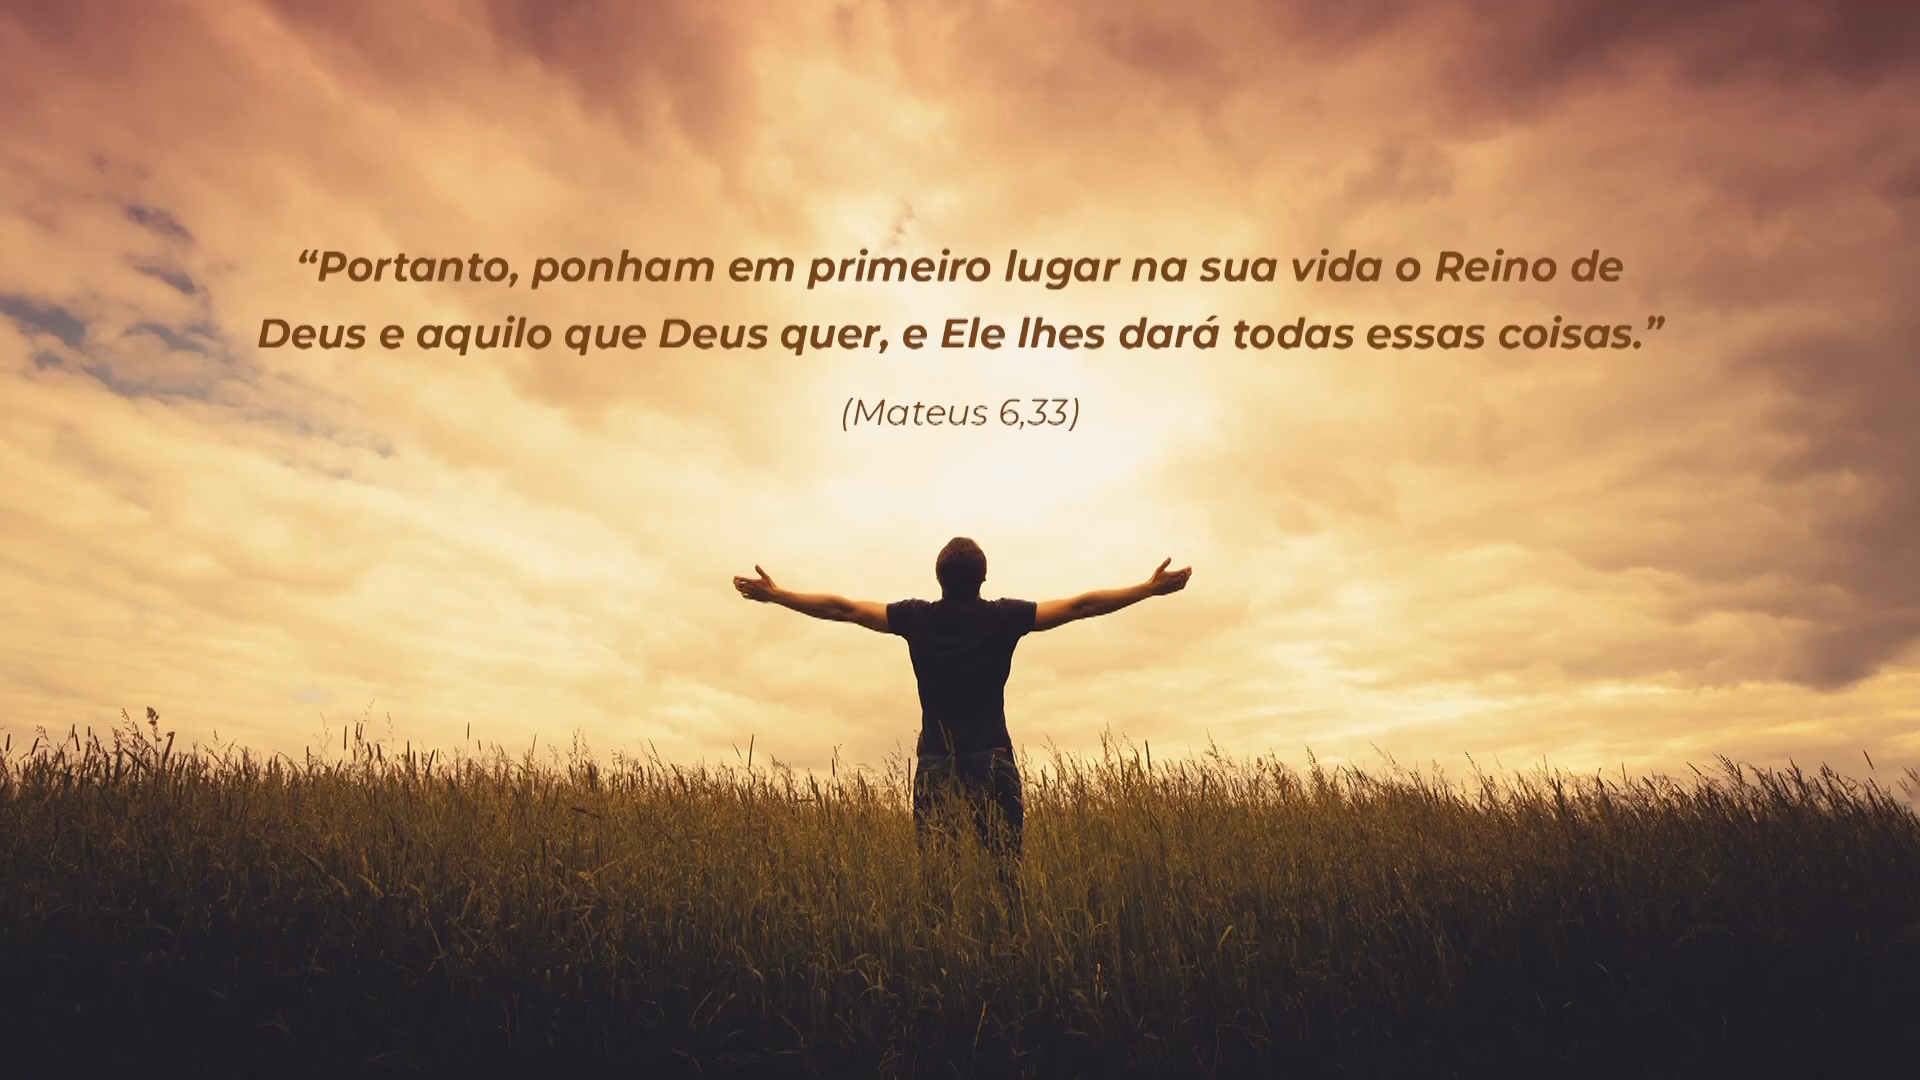 “Portanto, ponham em primeiro lugar na sua vida o Reino de
Deus e aquilo que Deus quer, e Ele lhes dará todas essas coisas.”
(Mateus 6,33)